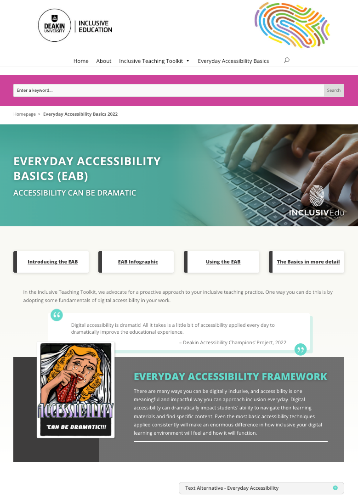 DEAKIN
UNIVERSITY
INCLUSIVE
EDUCATION
Home About Inclusive Teaching Toolkit Everyday Accessibility Basics
Enter a keyword... Search
Homepage > Everyday Accessibility Basics 2022
EVERYDAY ACCESSIBILITY
BASICS (EAB)
ACCESSIBILITY CAN BE DRAMATIC
INCLUSIVEdu
Introducing the EAB EAB Infographic Using the EAB The Basics in more detail
In the Inclusive Teaching Toolkit, we advocate for a proactive approach to your inclusive teaching practice. One way you can do this is by
adopting some fundamentals of digital accessibility in your work.
Digital accessibility is dramatic! All it takes is a little bit of accessibility applied every day to
dramatically improve the educational experience.
- Deakin Accessibility Champions' Project, 2022
ACCESSIBILITY
CAN BE DRAMATIC!!!
EVERYDAY ACCESSIBILITY FRAMEWORK
There are many ways you can be digitally inclusive, and accessibility is one
meaningful and impactful way you can approach inclusive everyday. Digital
accessibility can dramatically impact students' ability to navigate their learning
materials and find specific content. Even the most basic accessibility techniques
applied consistently will make an enormous difference in how inclusive your digital
learning environment will feel and how it will function.
Text Alternative - Everyday Accessibility